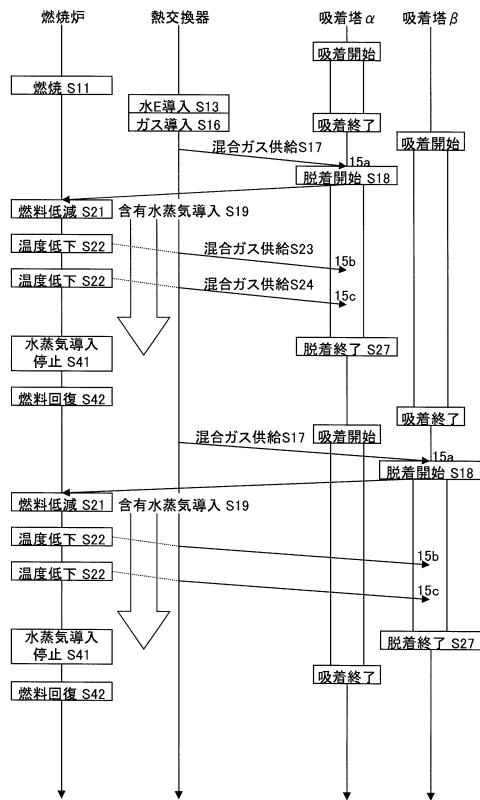 燃焼炉
熱交換器
吸着塔α
吸着塔β
吸着開始
燃焼 S11
水E導入 S13
ガス導入 S16
吸着終了
吸着開始
混合ガス供給S17
15a
脱着開始 S18
燃料低減 S21
含有水蒸気導入 S19
温度低下 S22
混合ガス供給S23
15b
温度低下 S22
混合ガス供給S24
15c
水蒸気導入
停止 S41
脱着終了 S27
燃料回復 S42
吸着終了
吸着開始
混合ガス供給S17
15a
脱着開始 S18
燃料低減 S21
含有水蒸気導入 S19
温度低下 S22
15b
温度低下 S22
15c
水蒸気導入
停止 S41
脱着終了 S27
吸着終了
燃料回復 S42